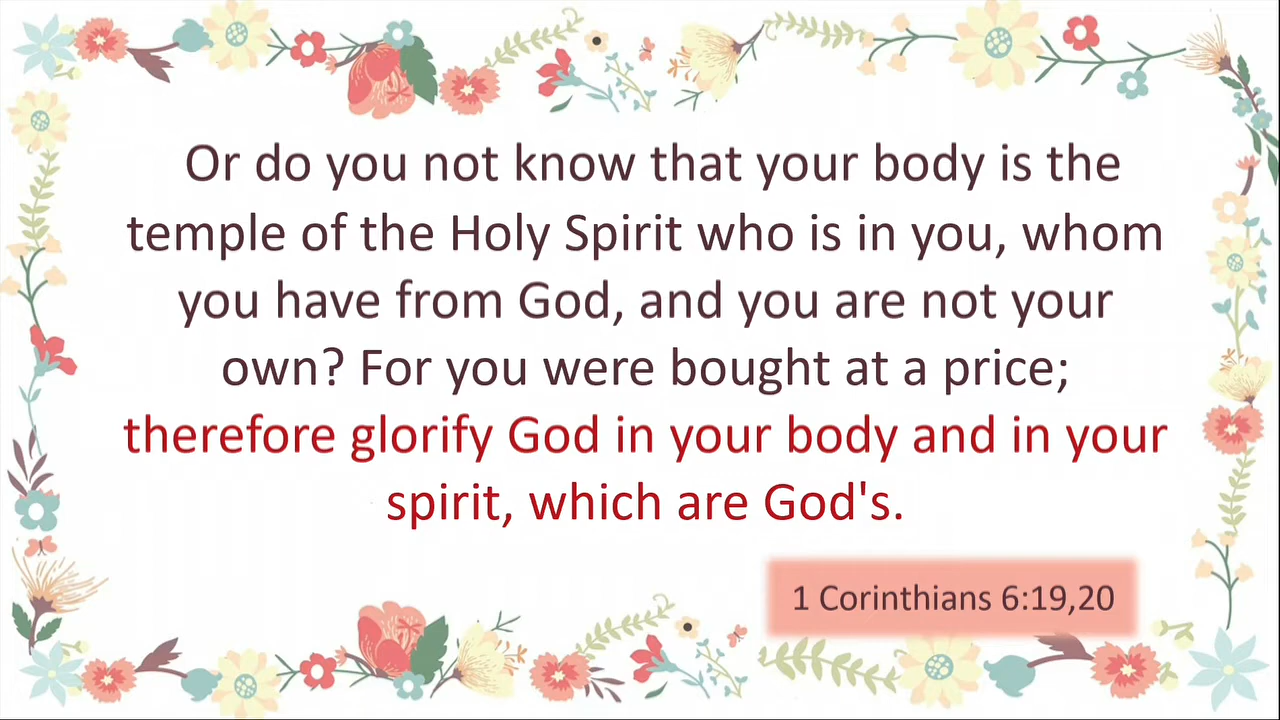 Or do you not know that your body is the
temple of the Holy Spirit who is in you, whom
you have from God, and you are not your
own? For you were bought at a price;
therefore glorify God in your body and in your
spirit, which are God's.
1 Corinthians 6:19,20